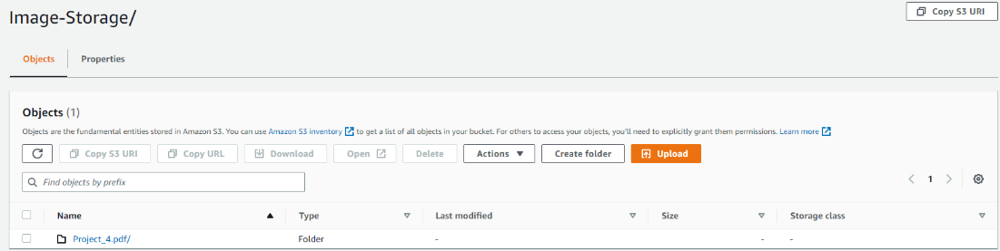 Image-Storage/
Copy S3 URI
Objects
Properties
Objects (1)
Objects are the fundamental entities stored in Amazon S3. You can use Amazon S3 inventory to get a list of all objects in your bucket. For others to access your objects, you'll need to explicitly grant them permissions. Learn more
Copy S3 URI Copy URL Download Open Delete Actions Create folder Upload
Find objects by prefix
1
Name Type Last modified Size Storage class
Project_4.pdf/ Folder - - -